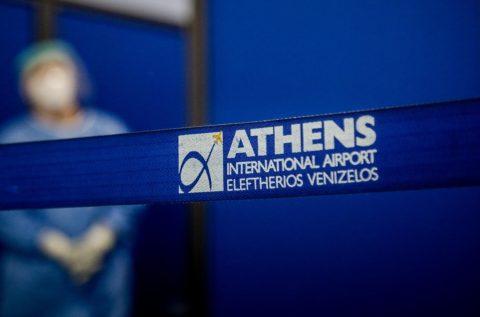 ATHENS
INTERNATIONAL AIRPORT
ELEFTHERIOS VENIZELOS